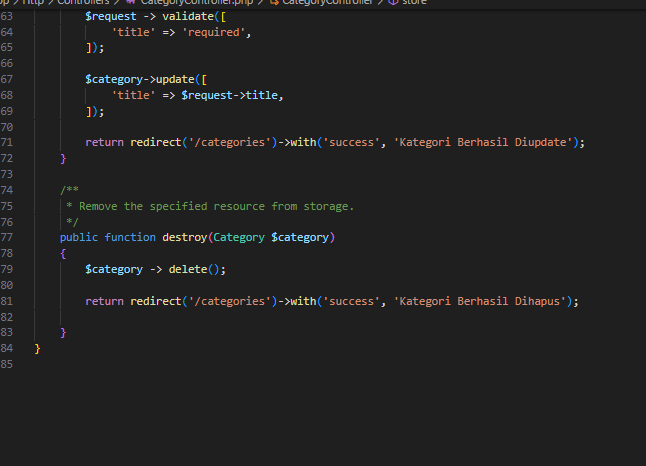 Http > Controllers > CategoryController.php > CategoryController > store
63 $request -> validate([
64 'title' => 'required',
65 ]);
66
67 $category->update([
68 'title' => $request->title,
69 ]);
70
71 return redirect('/categories')->with('success', 'Kategori Berhasil Diupdate');
72 }
73
74 /**
75 * Remove the specified resource from storage.
76 */
77 public function destroy(Category $category)
78 {
79 $category -> delete();
80
81 return redirect('/categories')->with('success', 'Kategori Berhasil Dihapus');
82
83 }
84 }
85